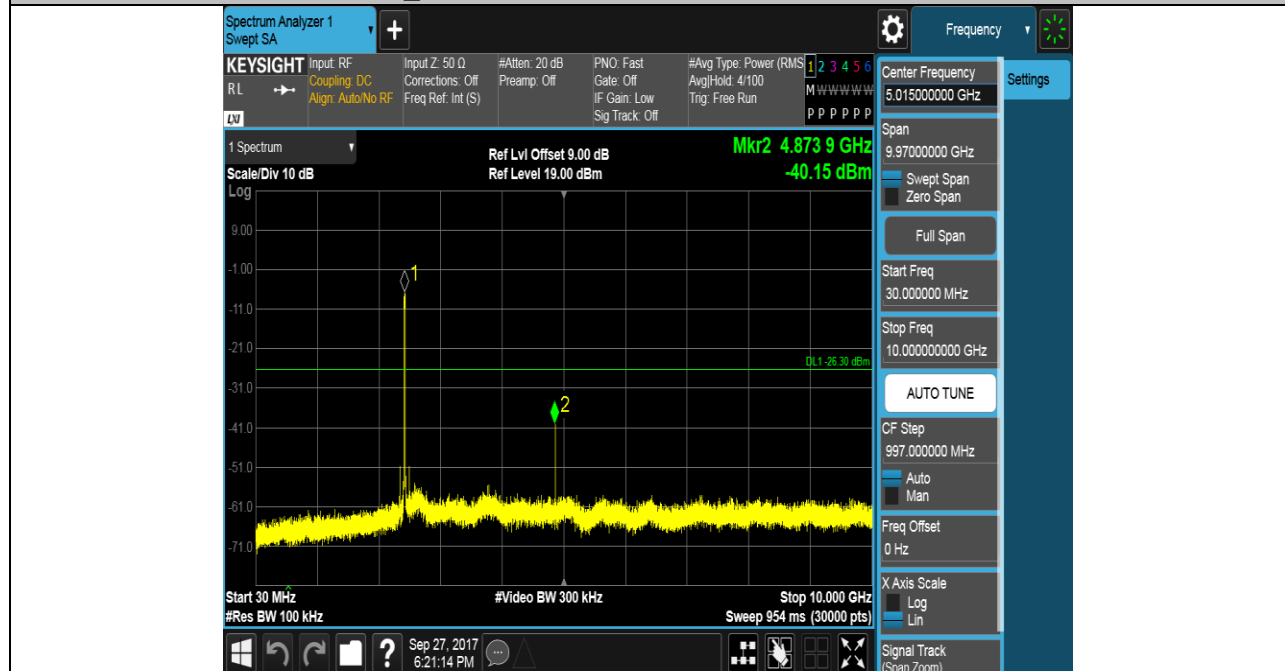 Spectrum Analyzer 1
Swept SA
+
Frequency
KEYSIGHT
RL
LXI
Input: RF
Coupling: DC
Align: Auto/No RF
Input Z: 50 Ω
Corrections: Off
Freq Ref: Int (S)
#Atten: 20 dB
Preamp: Off
PNO: Fast
Gate: Off
IF Gain: Low
Sig Track: Off
#Avg Type: Power (RMS
Avg|Hold: 4/100
Trig: Free Run
1 2 3 4 5 6
M W W W W W
P P P P P P
1 Spectrum
Scale/Div 10 dB
Log
Ref Lvl Offset 9.00 dB
Ref Level 19.00 dBm
Mkr2 4.873 9 GHz
-40.15 dBm
9.00
-1.00
-11.0
-21.0
-31.0
-41.0
-51.0
-61.0
-71.0
1
2
DL1 -26.30 dBm
Start 30 MHz
#Res BW 100 kHz
#Video BW 300 kHz
Stop 10.000 GHz
Sweep 954 ms (30000 pts)
?
Sep 27, 2017
6:21:14 PM
Center Frequency
5.015000000 GHz
Span
9.97000000 GHz
Swept Span
Zero Span
Full Span
Start Freq
30.000000 MHz
Stop Freq
10.000000000 GHz
AUTO TUNE
CF Step
997.000000 MHz
Auto
Man
Freq Offset
0 Hz
X Axis Scale
Log
Lin
Signal Track
(Span Zoom)
Settings